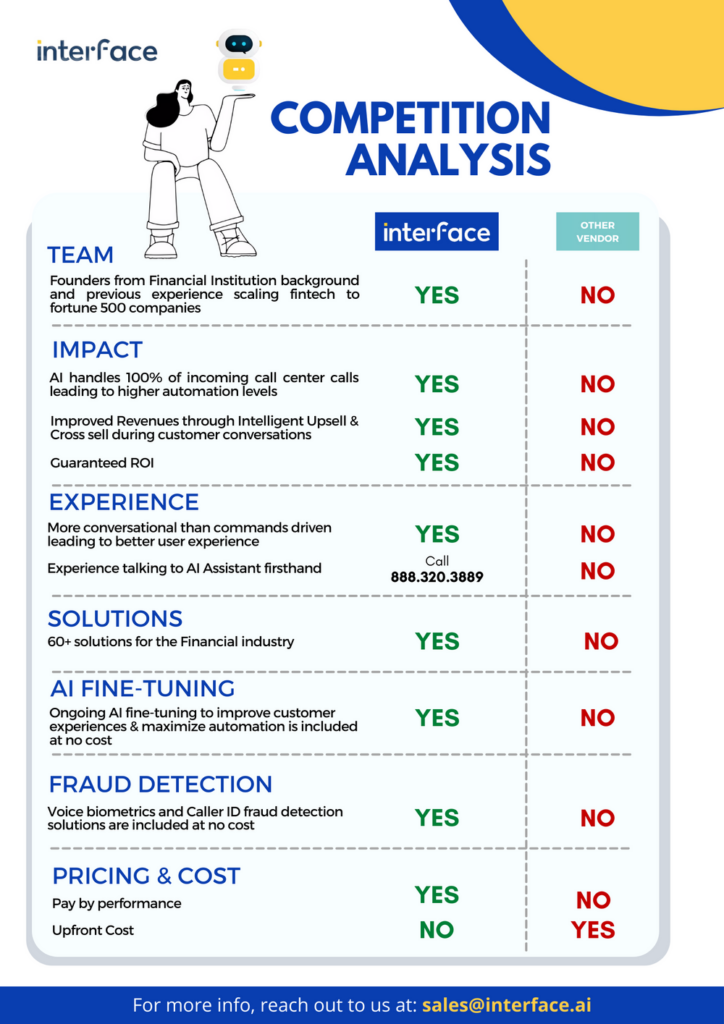 interface
COMPETITION
ANALYSIS
interface
OTHER
VENDOR
TEAM
Founders from Financial Institution background
and previous experience scaling fintech to
fortune 500 companies
YES
NO
IMPACT
AI handles 100% of incoming call center calls
leading to higher automation levels
YES
NO
Improved Revenues through Intelligent Upsell &
Cross sell during customer conversations
YES
NO
Guaranteed ROI
YES
NO
EXPERIENCE
More conversational than commands driven
leading to better user experience
YES
NO
Experience talking to AI Assistant firsthand
Call
888.320.3889
NO
SOLUTIONS
60+ solutions for the Financial industry
YES
NO
AI FINE-TUNING
Ongoing AI fine-tuning to improve customer
experiences & maximize automation is included
at no cost
YES
NO
FRAUD DETECTION
Voice biometrics and Caller ID fraud detection
solutions are included at no cost
YES
NO
PRICING & COST
Pay by performance
YES
NO
Upfront Cost
NO
YES
For more info, reach out to us at: sales@interface.ai